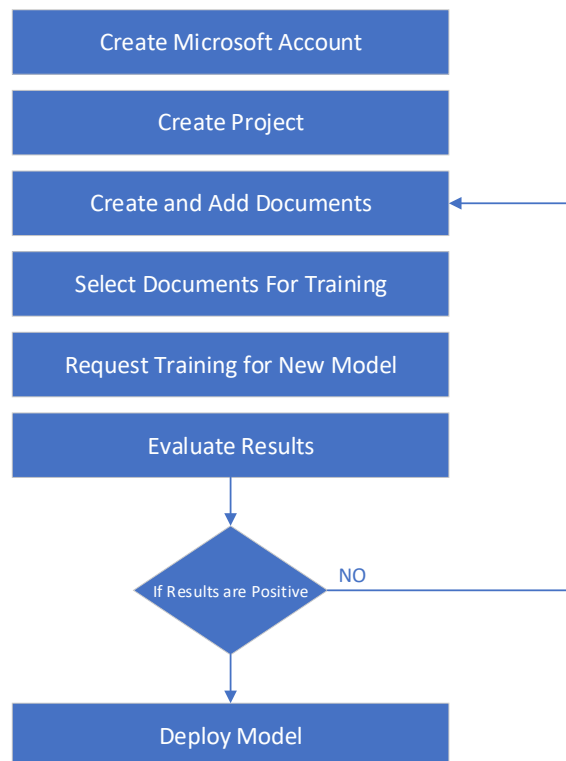 Create Microsoft Account
Create Project
Create and Add Documents
Select Documents For Training
Request Training for New Model
Evaluate Results
If Results are Positive
NO
Deploy Model